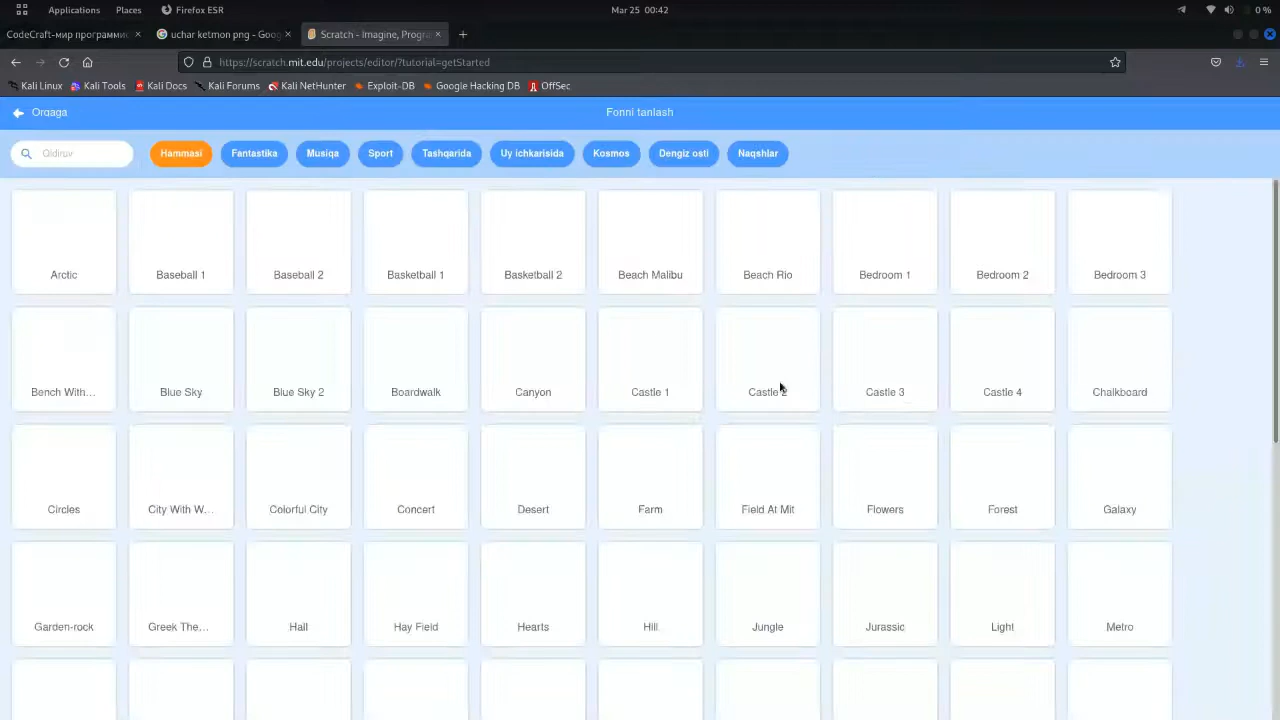 Applications Places Firefox ESR Mar 25 00:42 0 %
CodeCraft-мир программис × uchar ketmon png - Goog × Scratch - Imagine, Progra × +
https://scratch.mit.edu/projects/editor/?tutorial=getStarted
Kali Linux Kali Tools Kali Docs Kali Forums Kali NetHunter Exploit-DB Google Hacking DB OffSec
Orqaga Fonni tanlash
Qidiruv Hammasi Fantastika Musiqa Sport Tashqarida Uy ichkarisida Kosmos Dengiz osti Naqshlar
Arctic Baseball 1 Baseball 2 Basketball 1 Basketball 2 Beach Malibu Beach Rio Bedroom 1 Bedroom 2 Bedroom 3
Bench With... Blue Sky Blue Sky 2 Boardwalk Canyon Castle 1 Castle 2 Castle 3 Castle 4 Chalkboard
Circles City With W... Colorful City Concert Desert Farm Field At Mit Flowers Forest Galaxy
Garden-rock Greek The... Hall Hay Field Hearts Hill Jungle Jurassic Light Metro